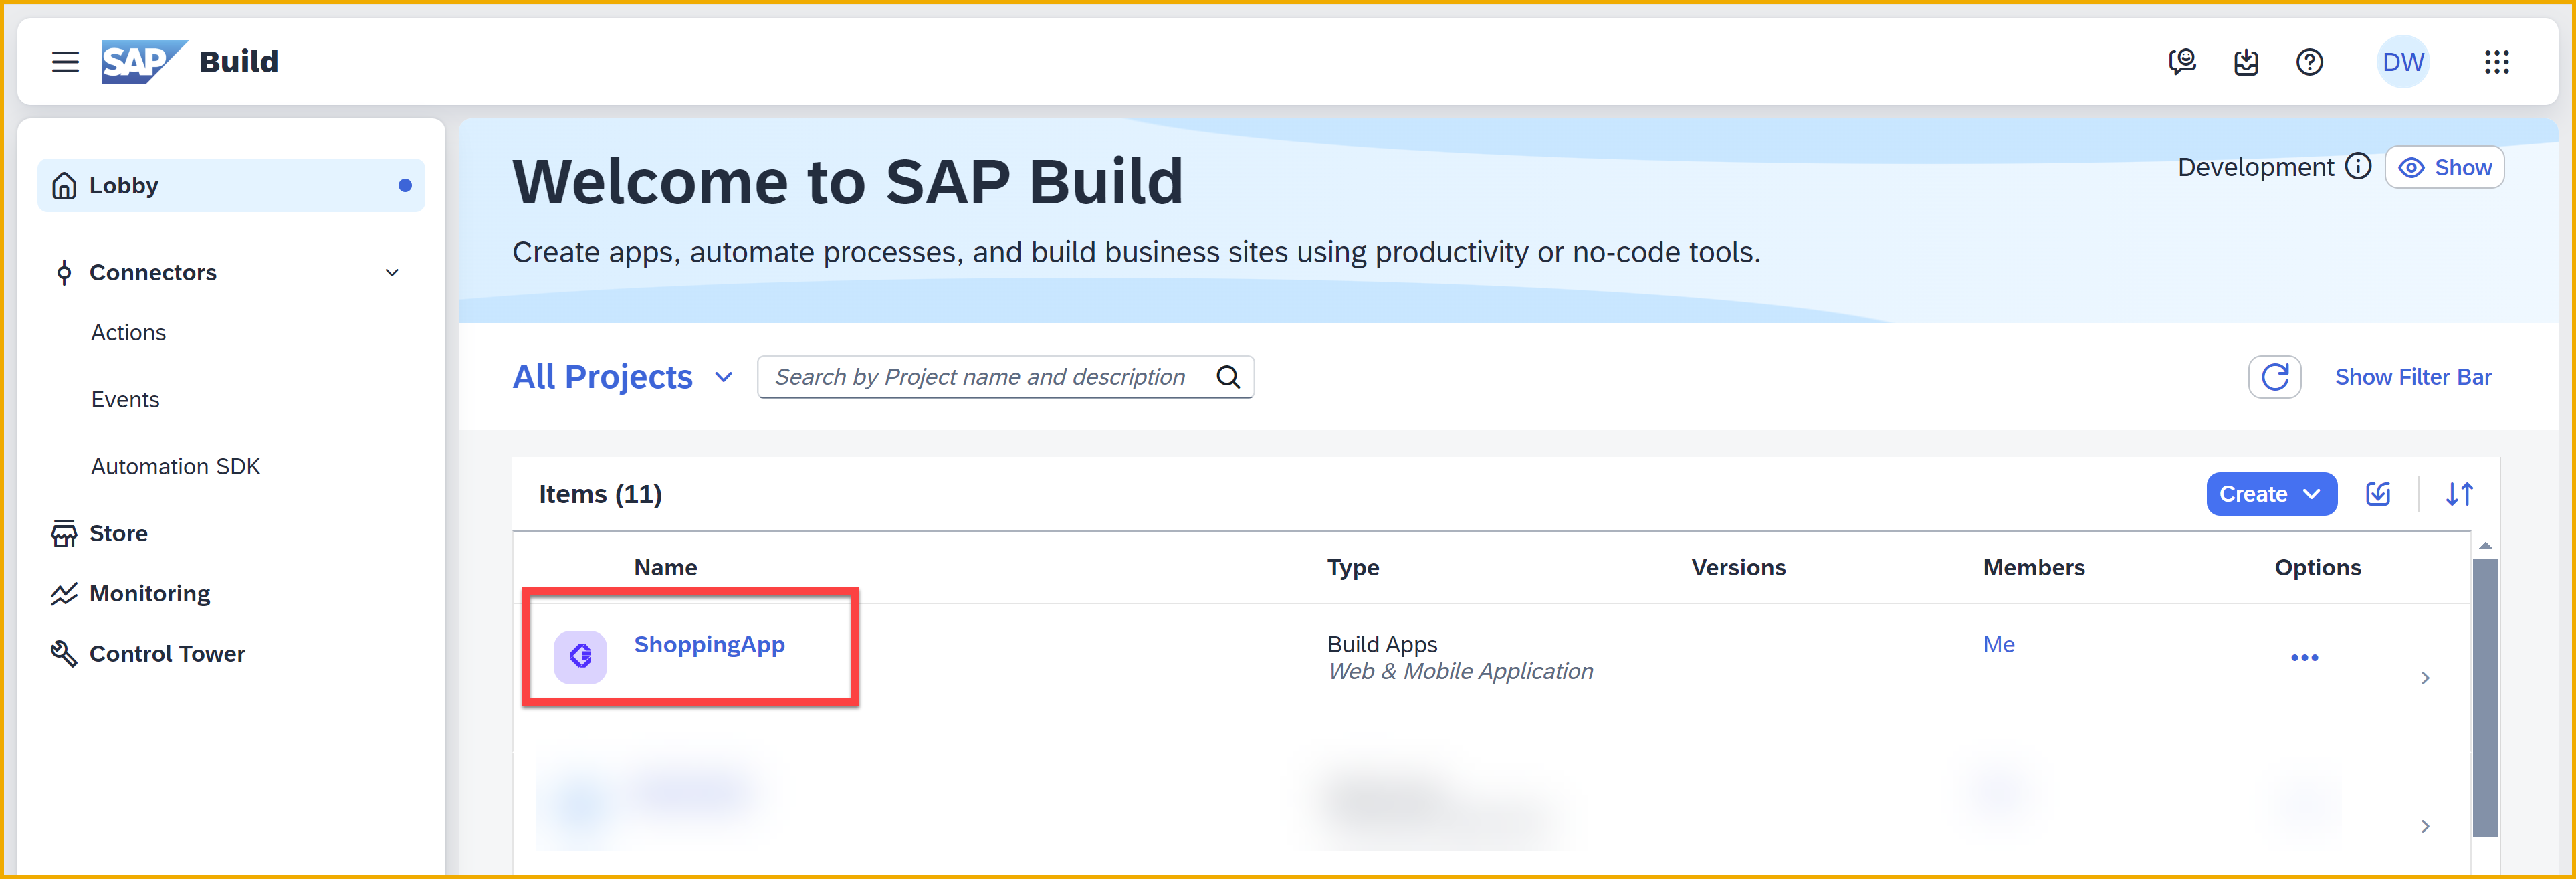 SAP Build
DW
Lobby
Connectors
Actions
Events
Automation SDK
Store
Monitoring
Control Tower
Welcome to SAP Build
Development
Show
Create apps, automate processes, and build business sites using productivity or no-code tools.
All Projects
Search by Project name and description
Show Filter Bar
Items (11)
Create
Name Type Versions Members Options
ShoppingApp Build Apps Me
Web & Mobile Application